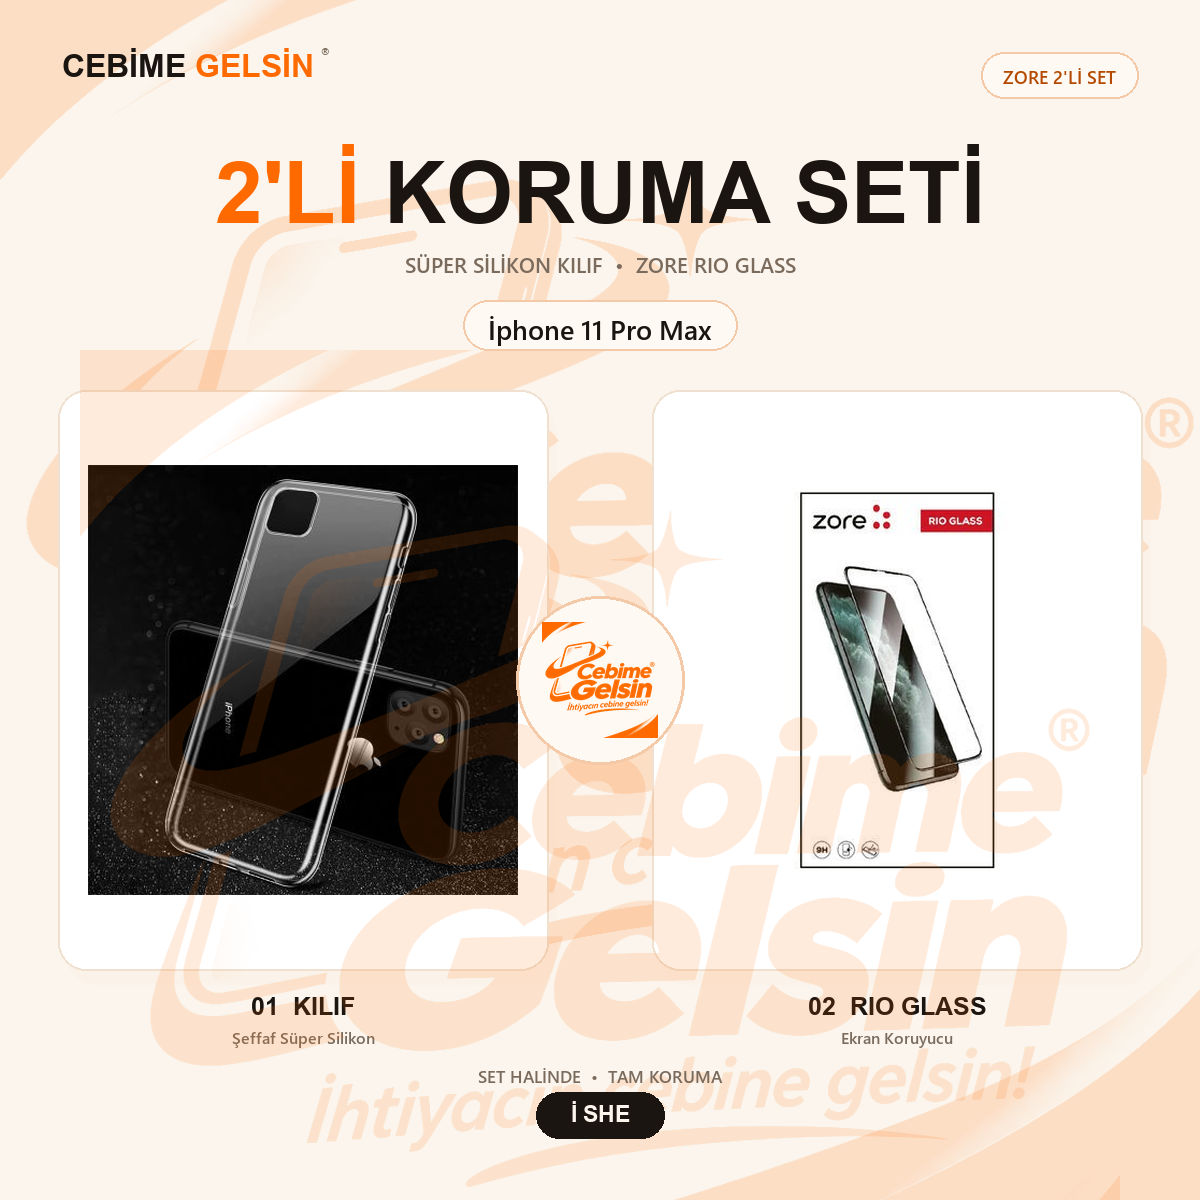 CEBİME GELSİN ®
ZORE 2'Lİ SET
2'Lİ KORUMA SETİ
SÜPER SİLİKON KILIF • ZORE RIO GLASS
İphone 11 Pro Max
zore
RIO GLASS
iPhone
9H
Cebime®
Gelsin
İhtiyacın cebine gelsin!
Cebime®
Gelsin
İhtiyacın cebine gelsin!
01 KILIF
02 RIO GLASS
Şeffaf Süper Silikon
Ekran Koruyucu
SET HALİNDE • TAM KORUMA
İ SHE